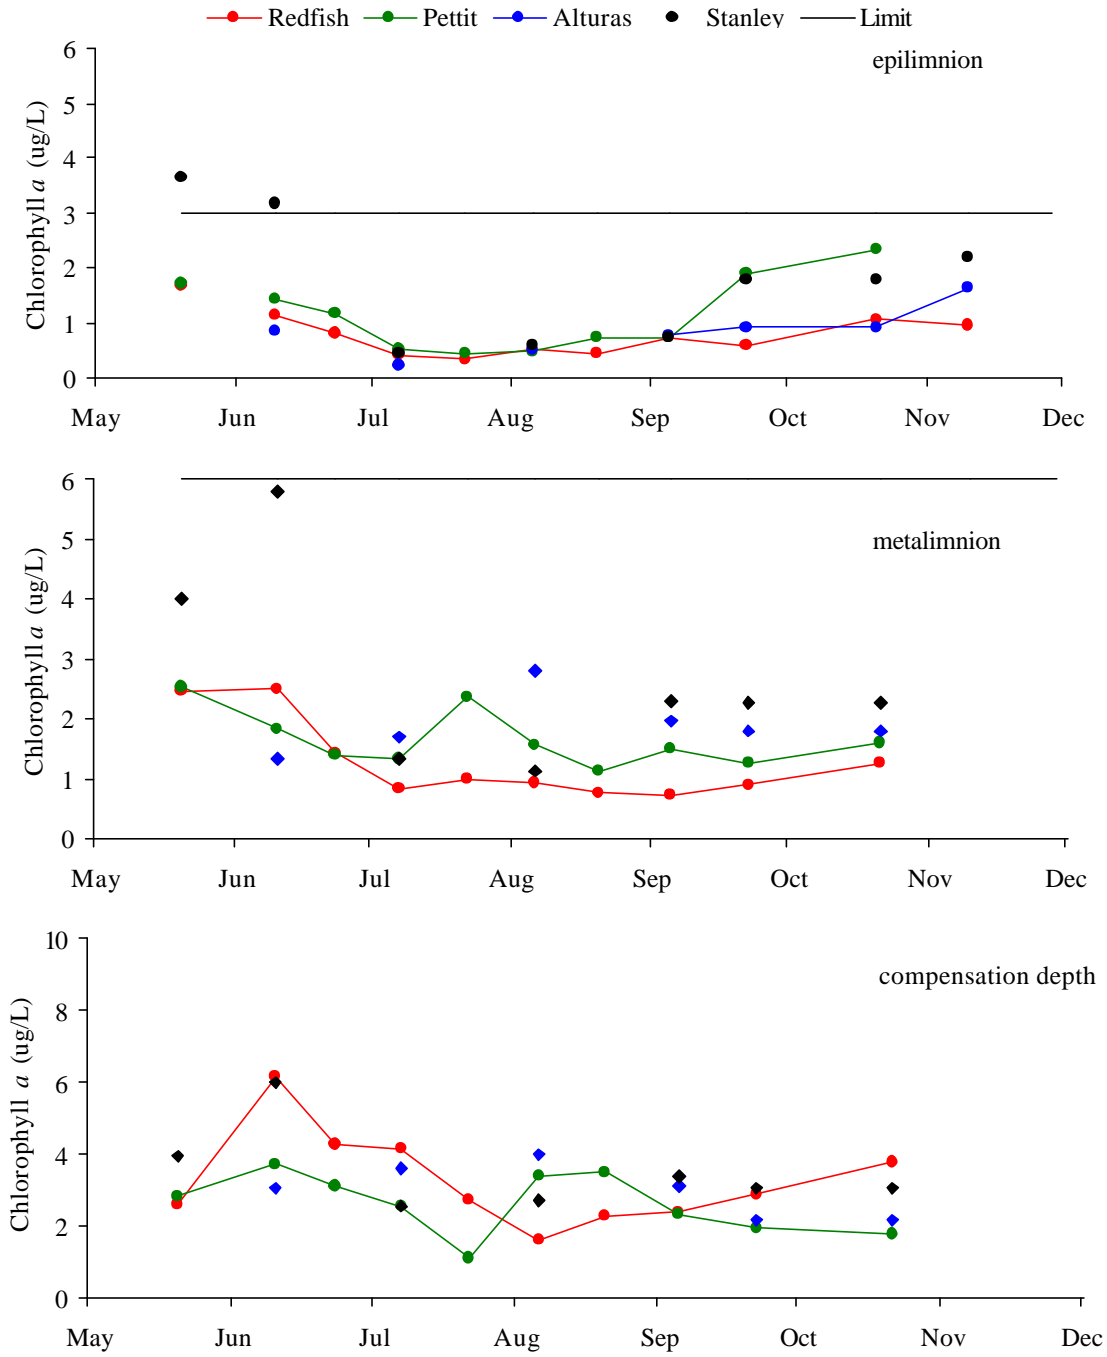 Redfish Pettit Alturas Stanley Limit
epilimnion
Chlorophyll a (ug/L)
6
5
4
3
2
1
0
May Jun Jul Aug Sep Oct Nov Dec
metalimnion
Chlorophyll a (ug/L)
6
5
4
3
2
1
0
May Jun Jul Aug Sep Oct Nov Dec
compensation depth
Chlorophyll a (ug/L)
10
8
6
4
2
0
May Jun Jul Aug Sep Oct Nov Dec